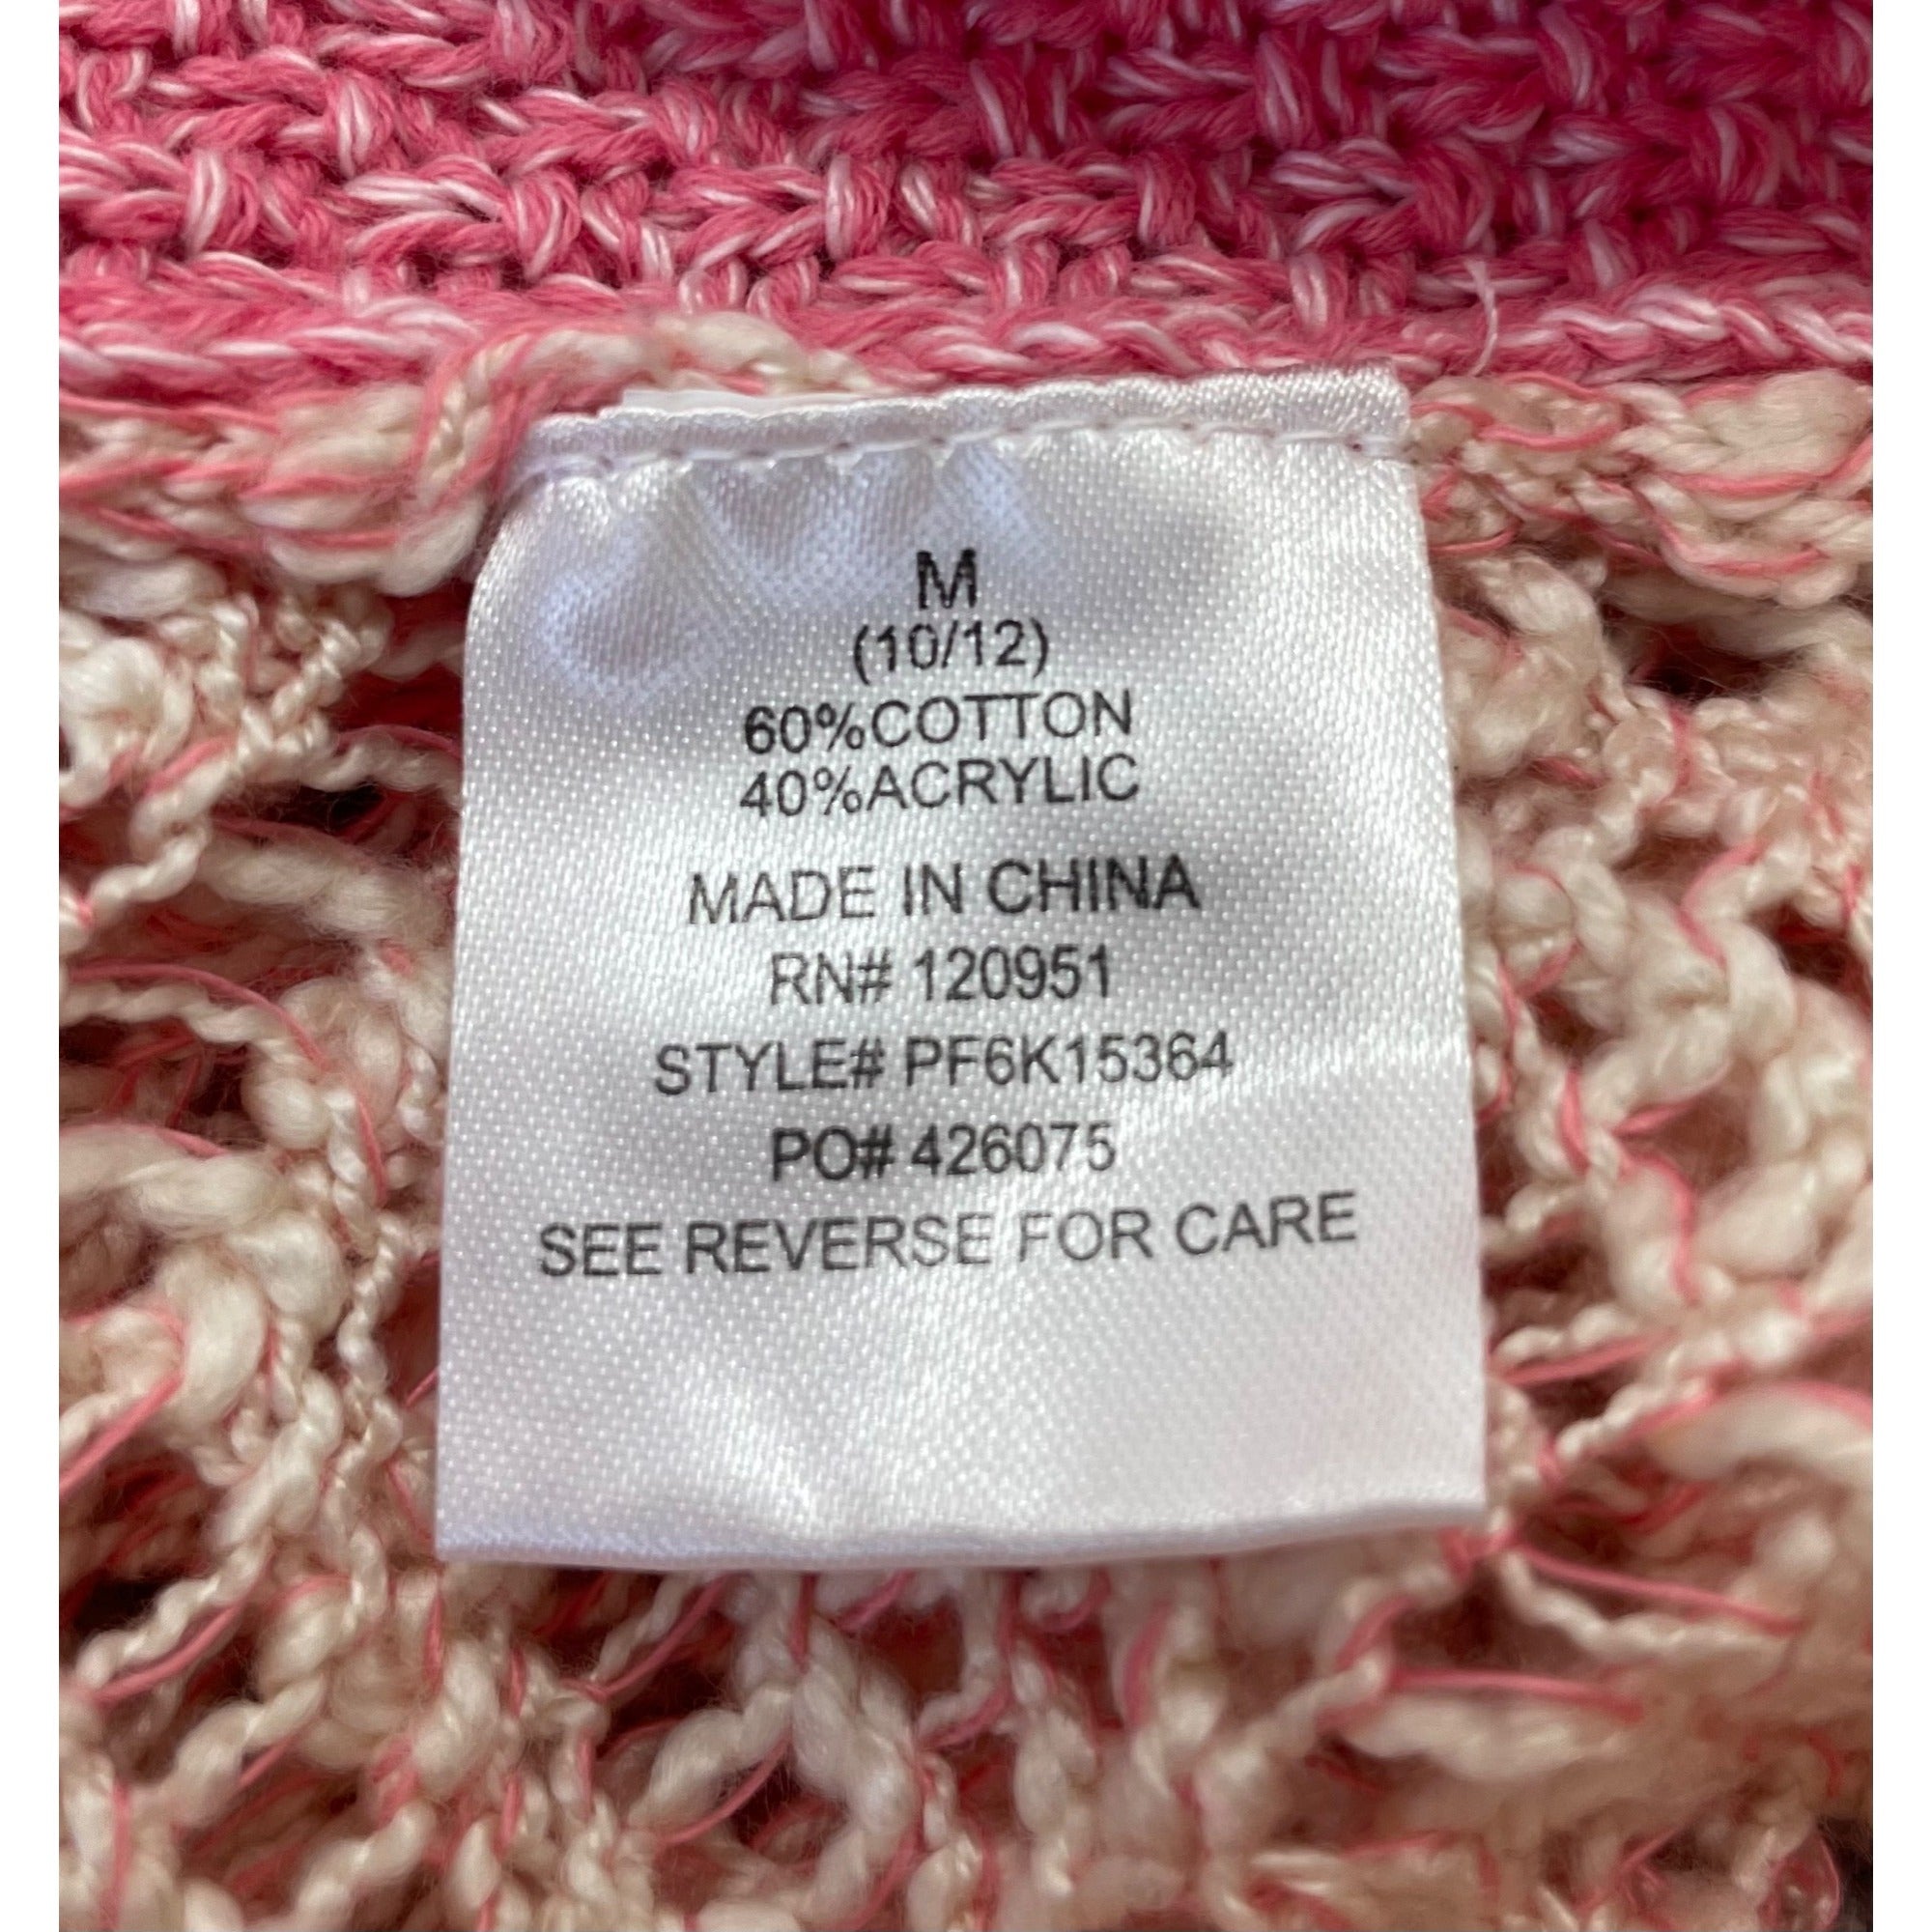 M
(10/12)
60%COTTON
40%ACRYLIC
MADE IN CHINA
RN# 120951
STYLE# PF6K15364
PO# 426075
SEE REVERSE FOR CARE